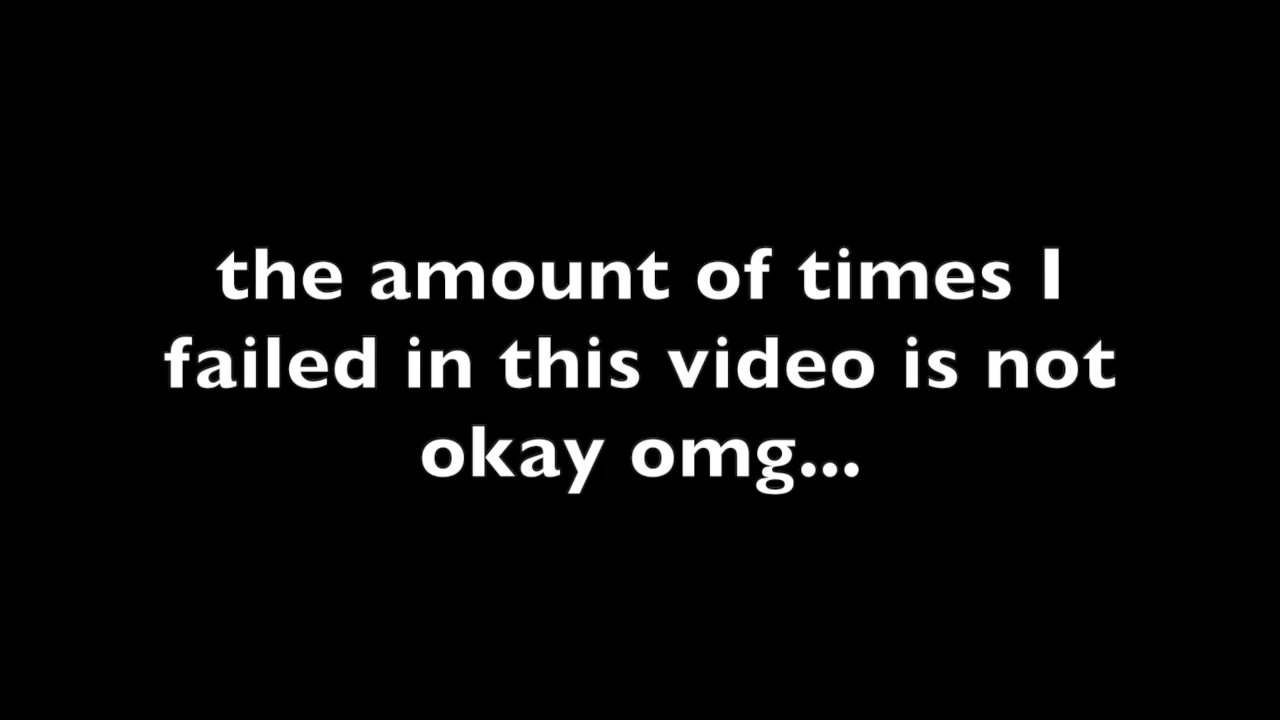 the amount of times I
failed in this video is not
okay omg...